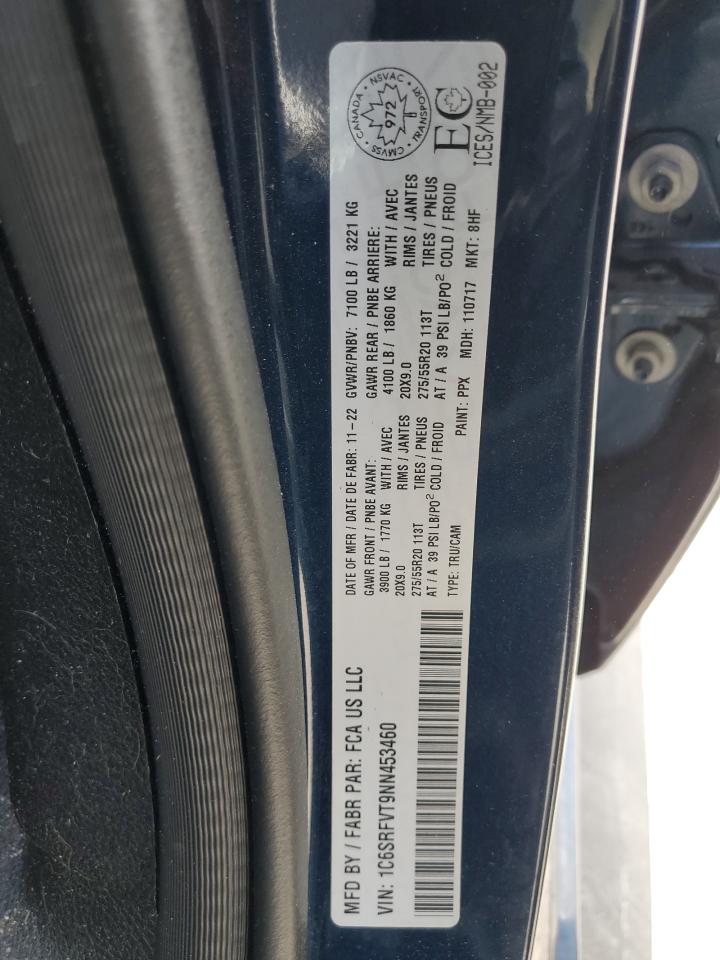 MFD BY / FABR PAR: FCA US LLC
VIN: 1C6SRFVT9NN453460
DATE OF MFR / DATE DE FABR: 11-22
GVWR/PNBV: 7100 LB / 3221 KG
GAWR FRONT / PNBE AVANT:
3900 LB / 1770 KG WITH / AVEC
20X9.0 RIMS / JANTES
275/55R20 113T TIRES / PNEUS
AT / A 39 PSI LB/PO² COLD / FROID
TYPE: TRU/CAM
GAWR REAR / PNBE ARRIERE:
4100 LB / 1860 KG WITH / AVEC
20X9.0 RIMS / JANTES
275/55R20 113T TIRES / PNEUS
AT / A 39 PSI LB/PO² COLD / FROID
PAINT: PPX MDH: 110717 MKT: 8HF
CANADA · NSVAC · TRANSPORT · CMVSS
972
EC
ICES/NMB-002